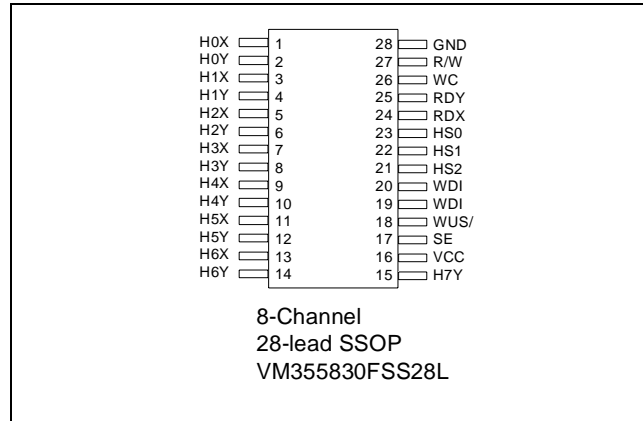 H0X 1 28 GND
H0Y 2 27 R/W
H1X 3 26 WC
H1Y 4 25 RDY
H2X 5 24 RDX
H2Y 6 23 HS0
H3X 7 22 HS1
H3Y 8 21 HS2
H4X 9 20 WDI
H4Y 10 19 WDI
H5X 11 18 WUS/
H5Y 12 17 SE
H6X 13 16 VCC
H6Y 14 15 H7Y
8-Channel
28-lead SSOP
VM355830FSS28L